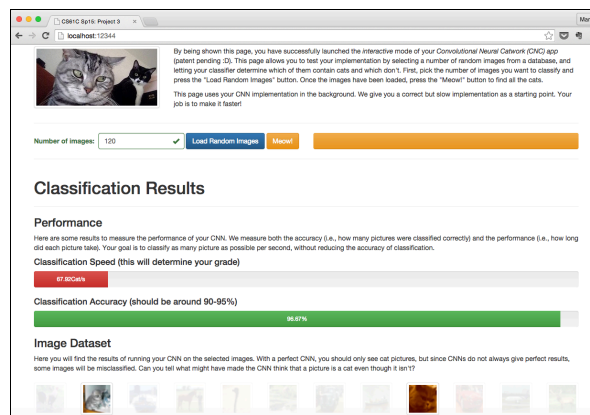 CS61C Sp15: Project 3
Mar
localhost:12344
By being shown this page, you have successfully launched the interactive mode of your Convolutional Neural Catwork (CNC) app
(patent pending :D). This page allows you to test your implementation by selecting a number of random images from a database, and
letting your classifier determine which of them contain cats and which don't. First, pick the number of images you want to classify and
press the "Load Random Images" button. Once the images have been loaded, press the "Meow!" button to find all the cats.
This page uses your CNN implementation in the background. We give you a correct but slow implementation as a starting point. Your
job is to make it faster!
Number of images: 120 Load Random Images Meow!
Classification Results
Performance
Here are some results to measure the performance of your CNN. We measure both the accuracy (i.e., how many pictures were classified correctly) and the performance (i.e., how long
did each picture take). Your goal is to classify as many picture as possible per second, without reducing the accuracy of classification.
Classification Speed (this will determine your grade)
67.92Cat/s
Classification Accuracy (should be around 90-95%)
96.67%
Image Dataset
Here you will find the results of running your CNN on the selected images. With a perfect CNN, you should only see cat pictures, but since CNNs do not always give perfect results,
some images will be misclassified. Can you tell what might have made the CNN think that a picture is a cat even though it isn't?